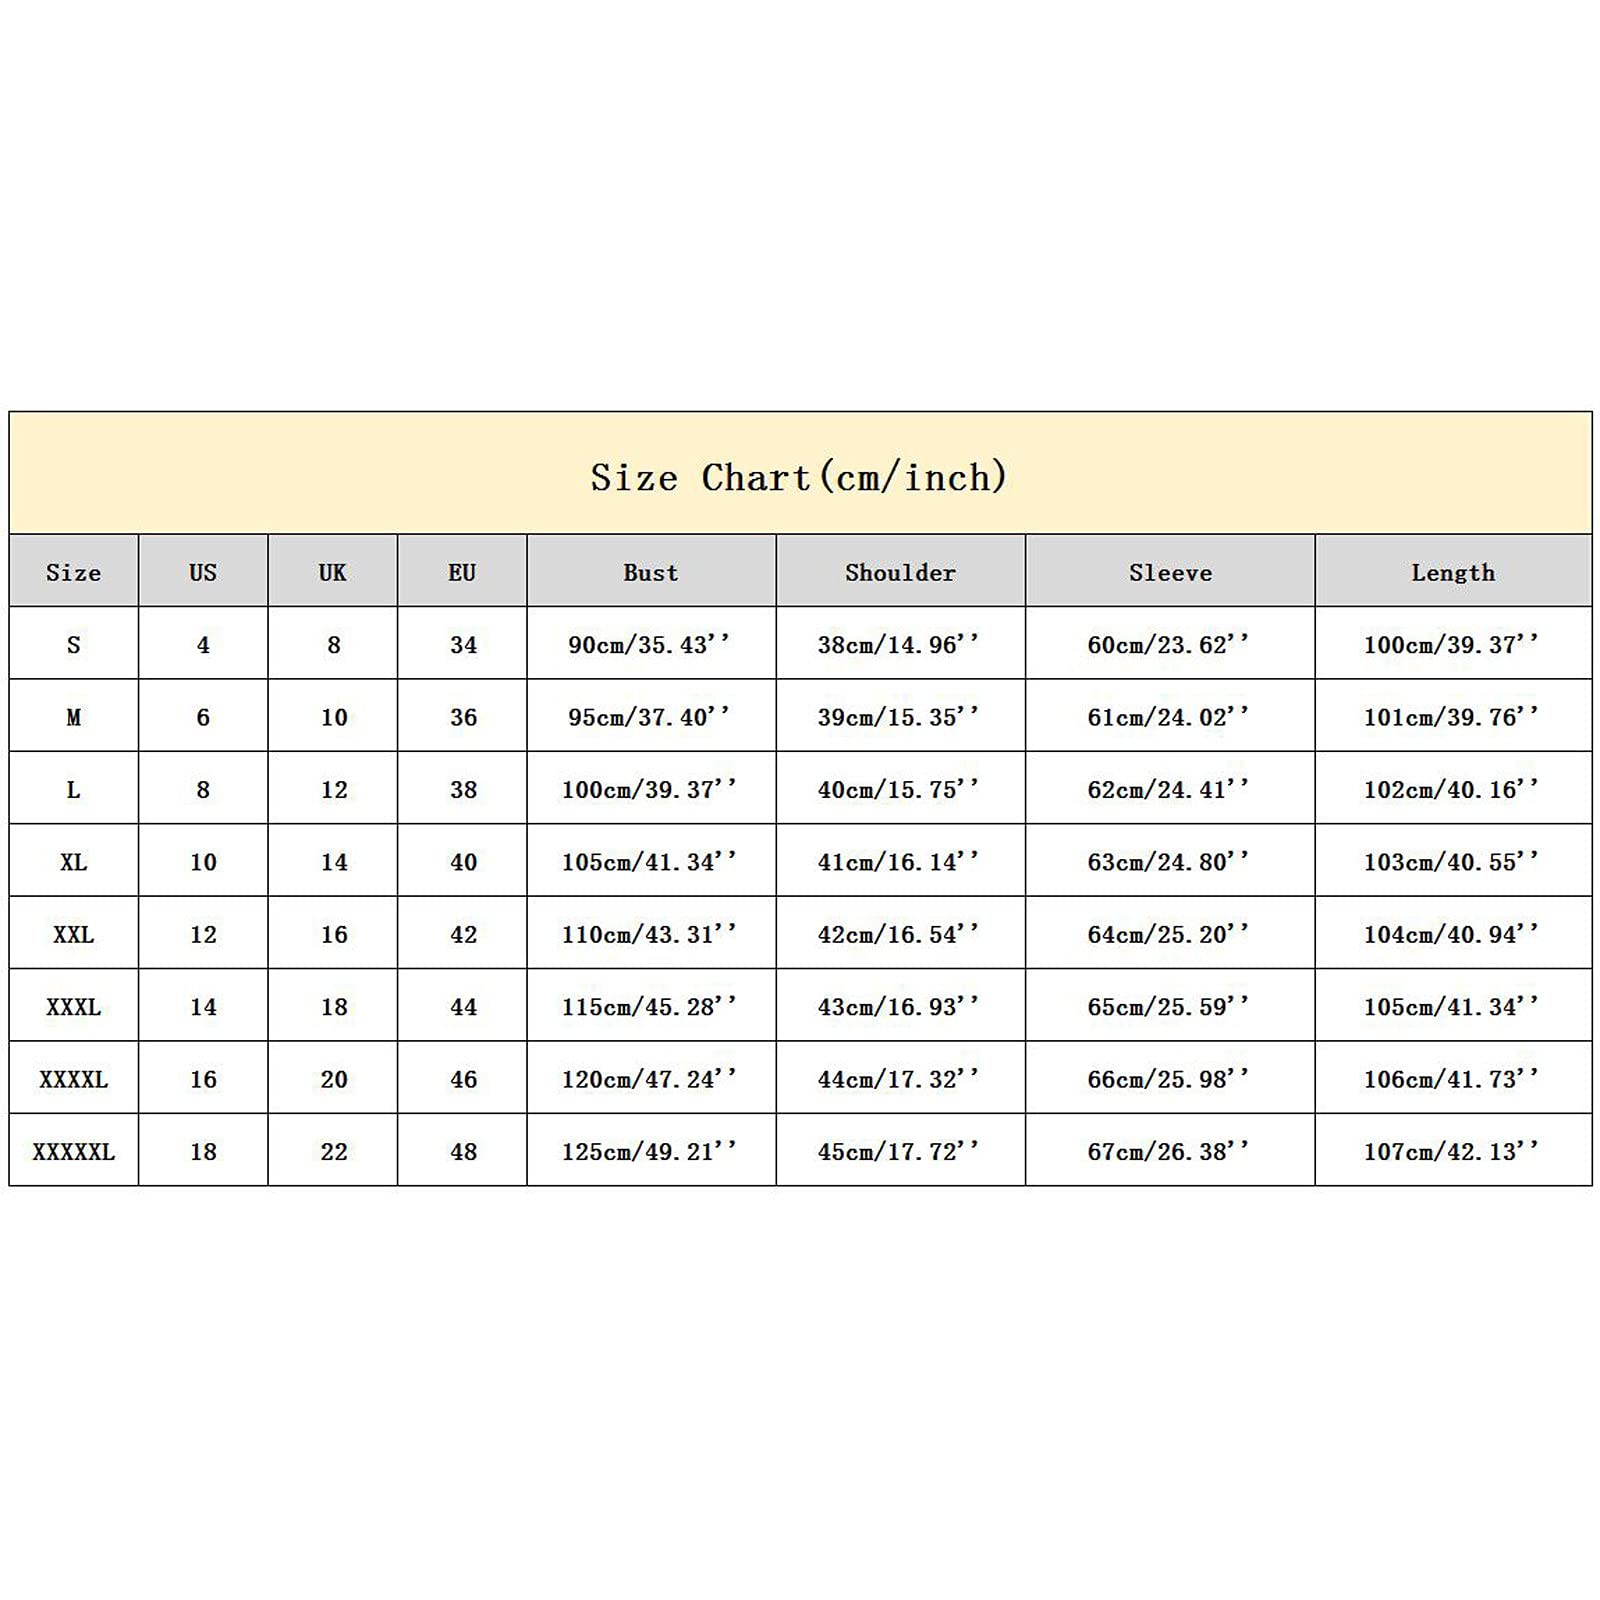 Size Chart(cm/inch)
Size US UK EU Bust Shoulder Sleeve Length
S 4 8 34 90cm/35.43’’ 38cm/14.96’’ 60cm/23.62’’ 100cm/39.37’’
M 6 10 36 95cm/37.40’’ 39cm/15.35’’ 61cm/24.02’’ 101cm/39.76’’
L 8 12 38 100cm/39.37’’ 40cm/15.75’’ 62cm/24.41’’ 102cm/40.16’’
XL 10 14 40 105cm/41.34’’ 41cm/16.14’’ 63cm/24.80’’ 103cm/40.55’’
XXL 12 16 42 110cm/43.31’’ 42cm/16.54’’ 64cm/25.20’’ 104cm/40.94’’
XXXL 14 18 44 115cm/45.28’’ 43cm/16.93’’ 65cm/25.59’’ 105cm/41.34’’
XXXXL 16 20 46 120cm/47.24’’ 44cm/17.32’’ 66cm/25.98’’ 106cm/41.73’’
XXXXXL 18 22 48 125cm/49.21’’ 45cm/17.72’’ 67cm/26.38’’ 107cm/42.13’’